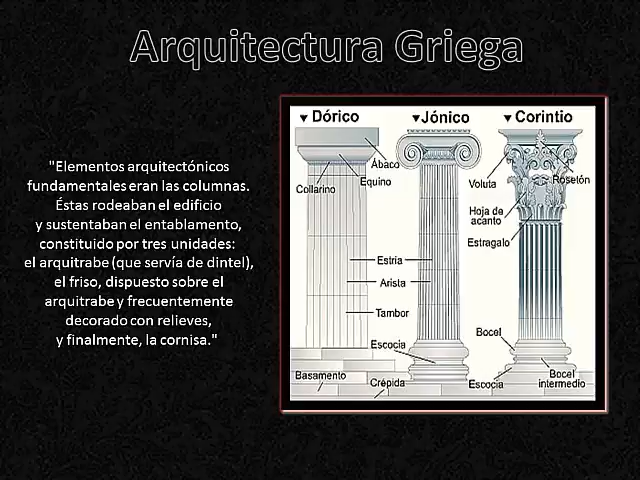 Arquitectura Griega
"Elementos arquitectónicos
fundamentales eran las columnas.
Éstas rodeaban el edificio
y sustentaban el entablamento,
constituido por tres unidades:
el arquitrabe (que servía de dintel),
el friso, dispuesto sobre el
arquitrabe y frecuentemente
decorado con relieves,
y finalmente, la cornisa."
▼ Dórico ▼ Jónico ▼ Corintio
Ábaco
Equino
Collarino
Voluta
Rosetón
Hoja de
acanto
Estragalo
Estría
Arista
Tambor
Escocia
Bocel
Basamento
Crépida
Escocia
Bocel
intermedio